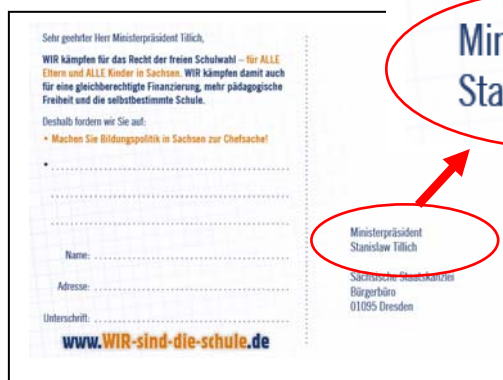 Sehr geehrter Herr Ministerpräsident Tillich,
WIR kämpfen für das Recht der freien Schulwahl – für ALLE
Eltern und ALLE Kinder in Sachsen. WIR kämpfen damit auch
für eine gleichberechtigte Finanzierung, mehr pädagogische
Freiheit und die selbstbestimmte Schule.
Deshalb fordern wir Sie auf:
• Machen Sie Bildungspolitik in Sachsen zur Chefsache!
•
Name:
Adresse:
Unterschrift:
www.WIR-sind-die-schule.de
Ministerpräsident
Stanislaw Tillich
Sächsische Staatskanzlei
Bürgerbüro
01095 Dresden